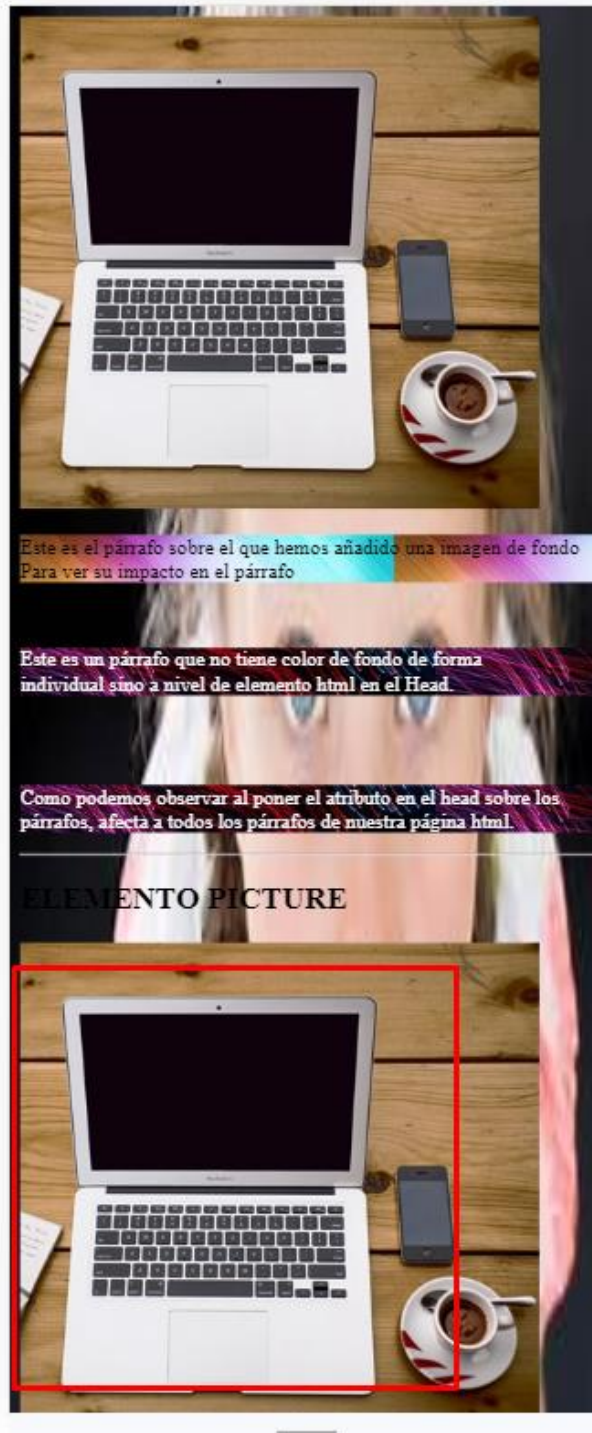 Este es el párrafo sobre el que hemos añadido una imagen de fondo
Para ver su impacto en el párrafo
Este es un párrafo que no tiene color de fondo de forma
individual sino a nivel de elemento html en el Head.
Como podemos observar al poner el atributo en el head sobre los
párrafos, afecta a todos los párrafos de nuestra página html.
ELEMENTO PICTURE